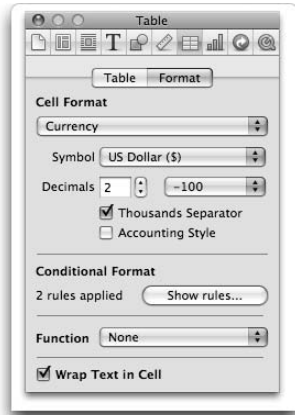 Table
T
Table Format
Cell Format
Currency
Symbol US Dollar ($)
Decimals 2 -100
Thousands Separator
Accounting Style
Conditional Format
2 rules applied Show rules...
Function None
Wrap Text in Cell